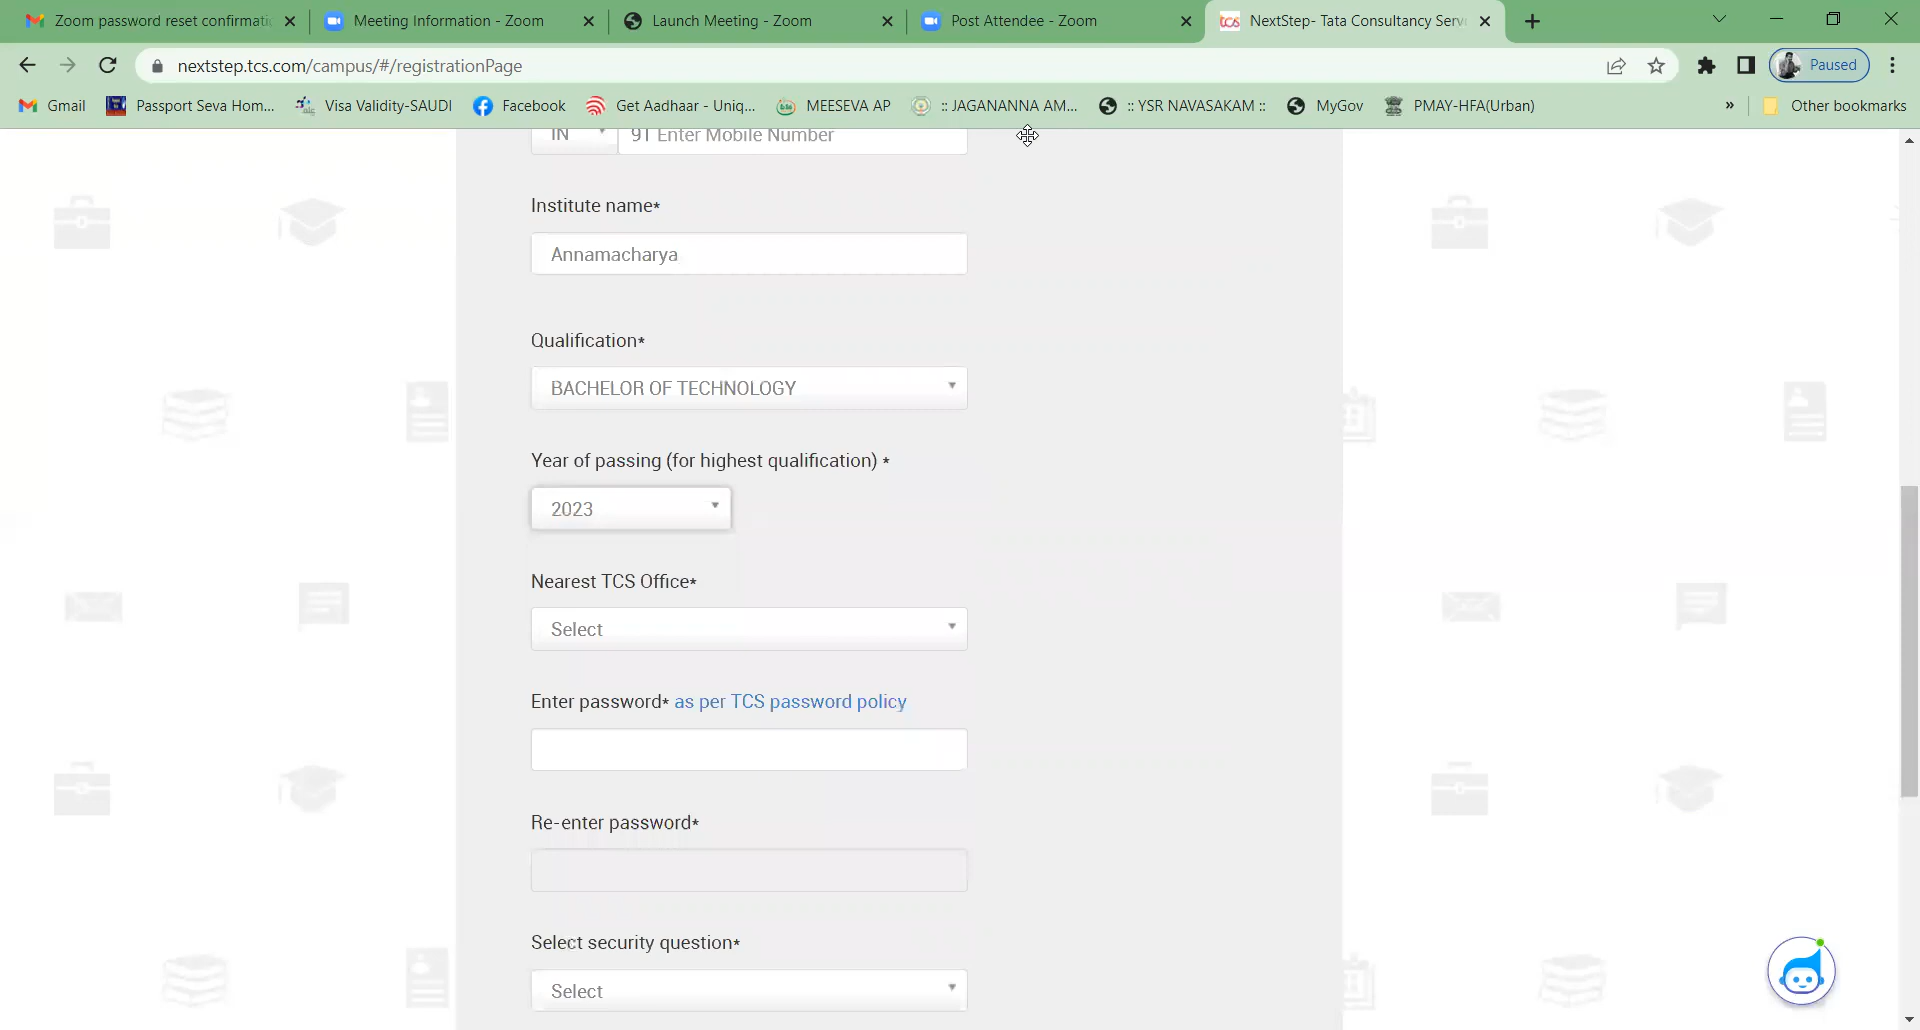 Zoom password reset confirmati
Meeting Information - Zoom
Launch Meeting - Zoom
Post Attendee - Zoom
tcs NextStep- Tata Consultancy Serv
nextstep.tcs.com/campus/#/registrationPage
Paused
Gmail
Passport Seva Hom...
Visa Validity-SAUDI
Facebook
Get Aadhaar - Uniq...
MEESEVA AP
:: JAGANANNA AM...
:: YSR NAVASAKAM ::
MyGov
PMAY-HFA(Urban)
»
Other bookmarks
IN 91 Enter Mobile Number
Institute name*
Annamacharya
Qualification*
BACHELOR OF TECHNOLOGY
Year of passing (for highest qualification) *
2023
Nearest TCS Office*
Select
Enter password* as per TCS password policy
Re-enter password*
Select security question*
Select